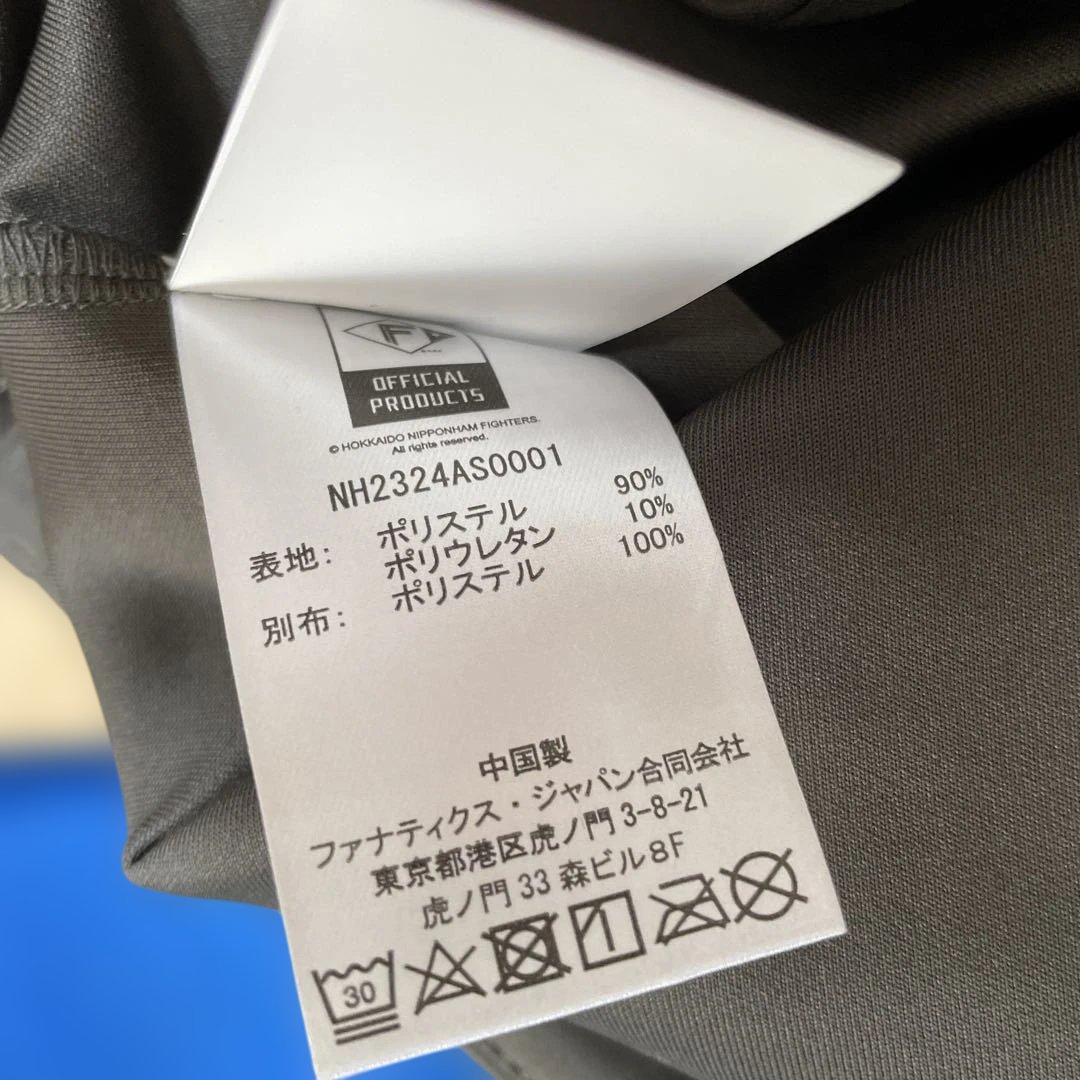 F
OFFICIAL
PRODUCTS
© HOKKAIDO NIPPONHAM FIGHTERS.
All rights reserved.
NH2324AS0001
表地: ポリステル 90%
ポリウレタン 10%
別布: ポリステル 100%
中国製
ファナティクス・ジャパン合同会社
東京都港区虎ノ門 3-8-21
虎ノ門 33 森ビル 8F
30